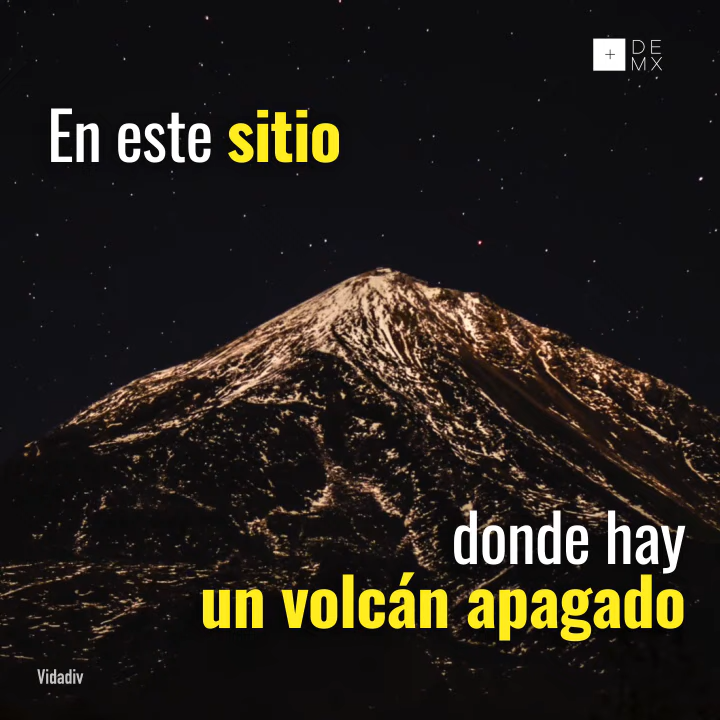 + DE
MX
En este sitio
donde hay
un volcán apagado
Vidadiv